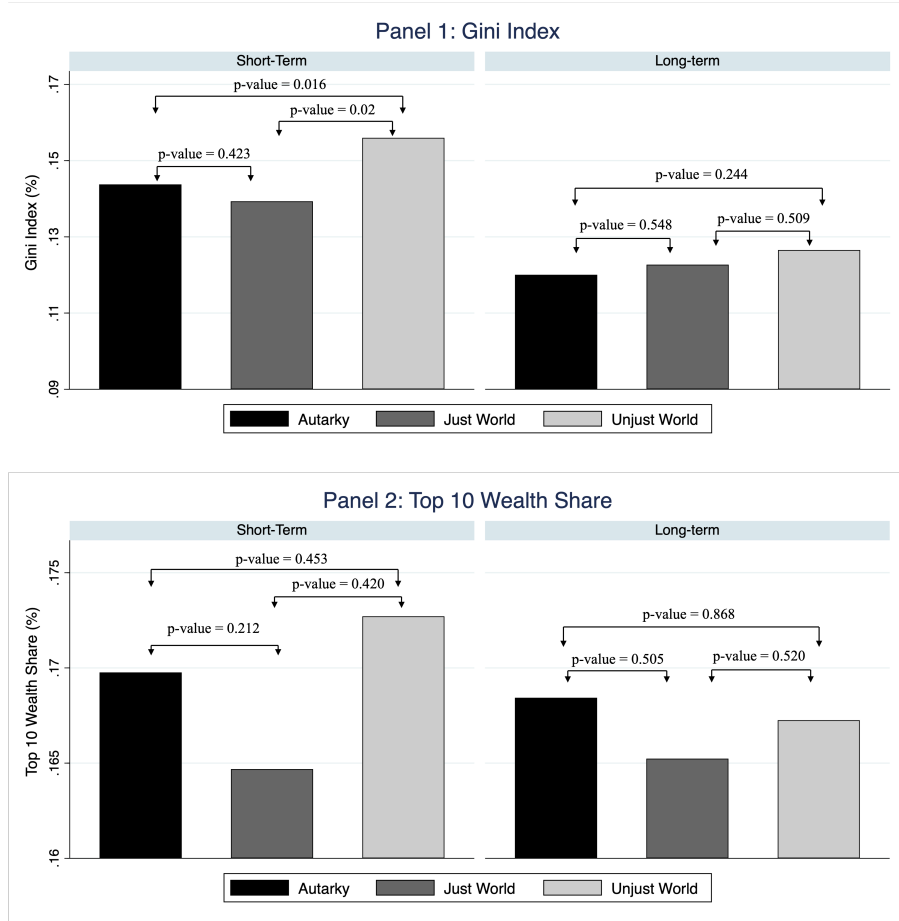 Panel 1: Gini Index
Short-Term
Long-term
Gini Index (%)
.17
.15
.13
.11
.09
p-value = 0.016
p-value = 0.02
p-value = 0.423
p-value = 0.244
p-value = 0.548
p-value = 0.509
Autarky Just World Unjust World
Panel 2: Top 10 Wealth Share
Short-Term
Long-term
Top 10 Wealth Share (%)
.175
.17
.165
.16
p-value = 0.453
p-value = 0.420
p-value = 0.212
p-value = 0.868
p-value = 0.505
p-value = 0.520
Autarky Just World Unjust World